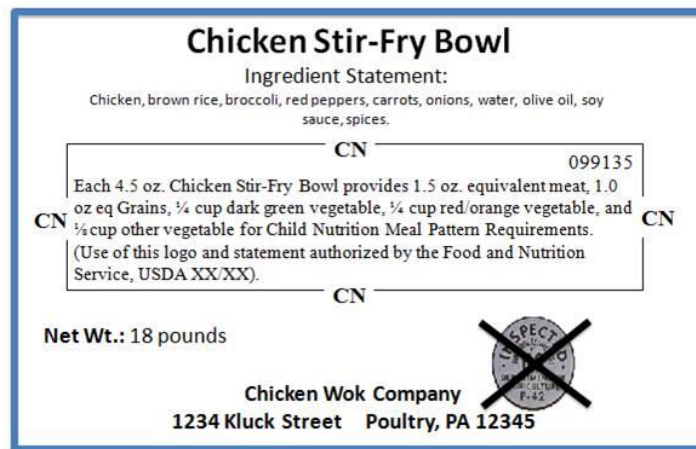 Chicken Stir-Fry Bowl
Ingredient Statement:
Chicken, brown rice, broccoli, red peppers, carrots, onions, water, olive oil, soy
sauce, spices.
CN
099135
Each 4.5 oz. Chicken Stir-Fry Bowl provides 1.5 oz. equivalent meat, 1.0
oz eq Grains, ¼ cup dark green vegetable, ¼ cup red/orange vegetable, and
CN
CN
⅛ cup other vegetable for Child Nutrition Meal Pattern Requirements.
(Use of this logo and statement authorized by the Food and Nutrition
Service, USDA XX/XX).
CN
Net Wt.: 18 pounds
INSPECTED
P-42
Chicken Wok Company
1234 Kluck Street Poultry, PA 12345